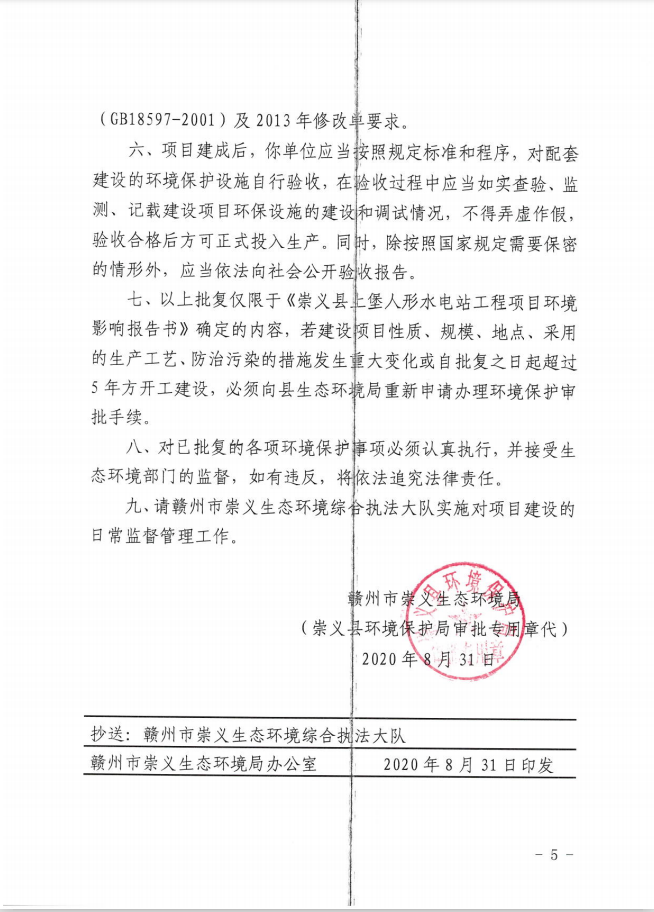 （GB18597-2001）及 2013 年修改单要求。
六、项目建成后，你单位应当按照规定标准和程序，对配套
建设的环境保护设施自行验收，在验收过程中应当如实查验、监
测、记载建设项目环保设施的建设和调试情况，不得弄虚作假，
验收合格后方可正式投入生产。同时，除按照国家规定需要保密
的情形外，应当依法向社会公开验收报告。
七、以上批复仅限于《崇义县上堡人形水电站工程项目环境
影响报告书》确定的内容，若建设项目性质、规模、地点、采用
的生产工艺、防治污染的措施发生重大变化或自批复之日起超过
5 年方开工建设，必须向县生态环境局重新申请办理环境保护审
批手续。
八、对已批复的各项环境保护事项必须认真执行，并接受生
态环境部门的监督，如有违反，将依法追究法律责任。
九、请赣州市崇义生态环境综合执法大队实施对项目建设的
日常监督管理工作。
赣州市崇义生态环境局
（崇义县环境保护局审批专用章代）
2020 年 8 月 31 日
义县环境保护局
抄送：赣州市崇义生态环境综合执法大队
赣州市崇义生态环境局办公室 2020 年 8 月 31 日印发
- 5 -